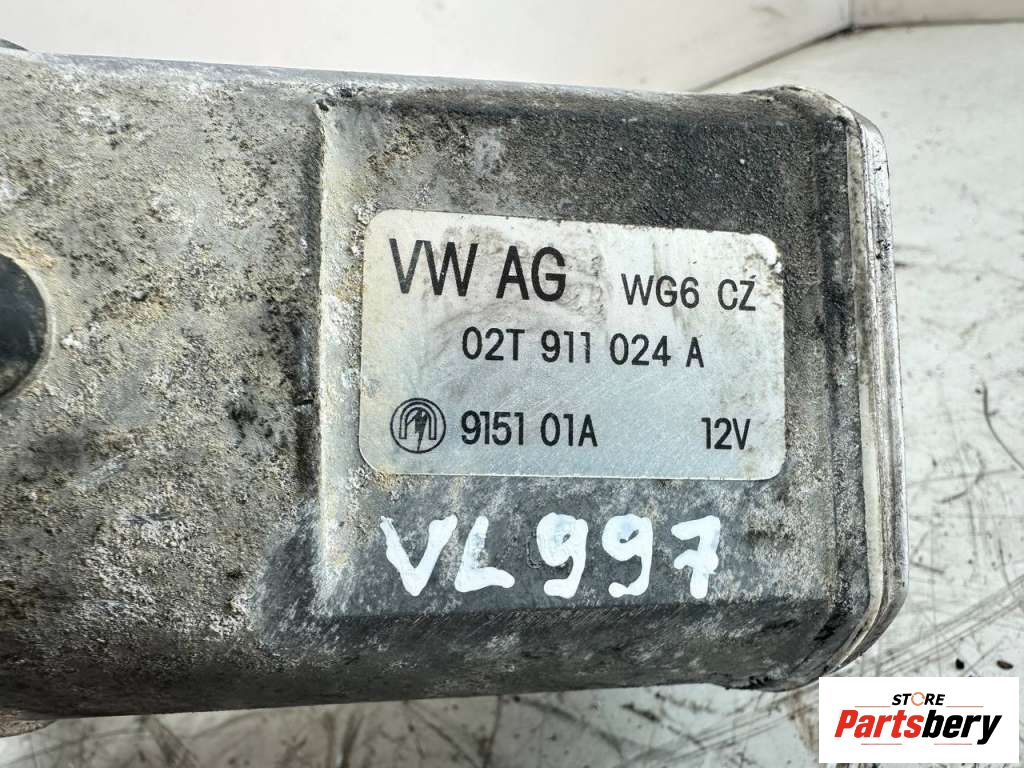 VW AG WG6 CZ
02T 911 024 A
9151 01A 12V
VL997
STORE
Partsbery